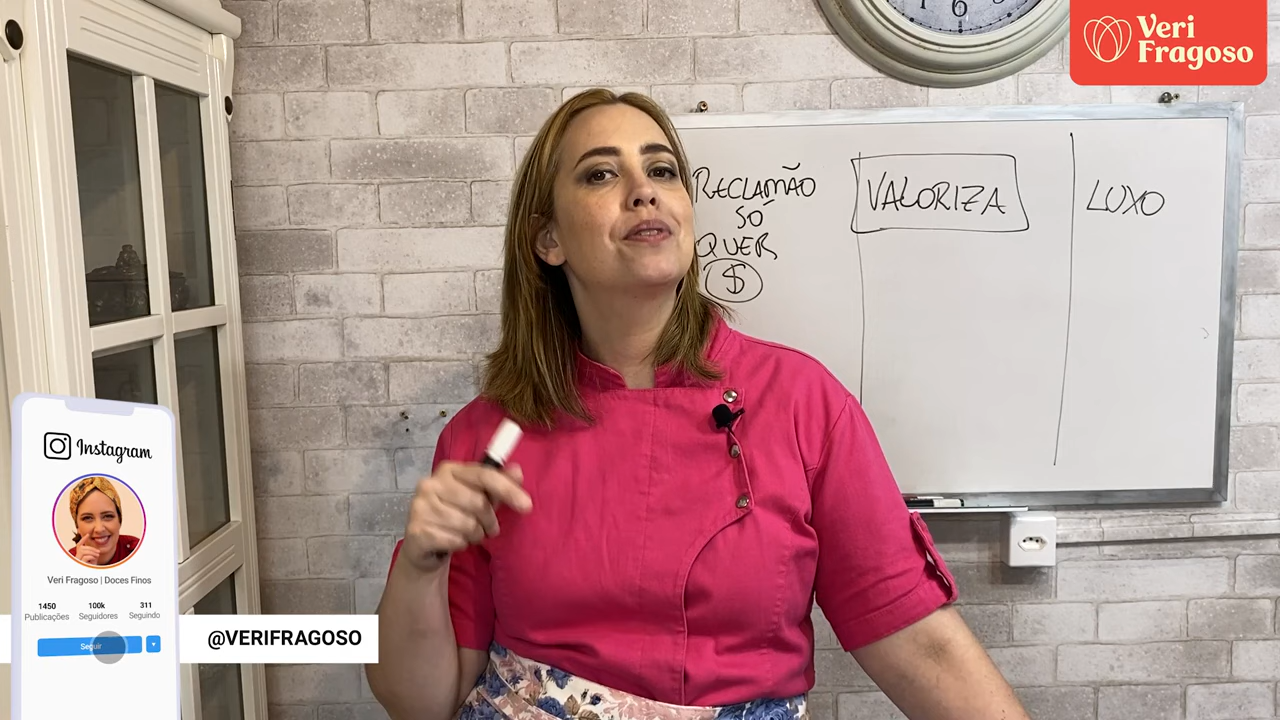 Veri
Fragoso
6
RECLAMÃO
SÓ
QUER
$
VALORIZA
LUXO
Instagram
Veri Fragoso | Doces Finos
1450 100k 311
Publicações Seguidores Seguindo
Seguir
@VERIFRAGOSO